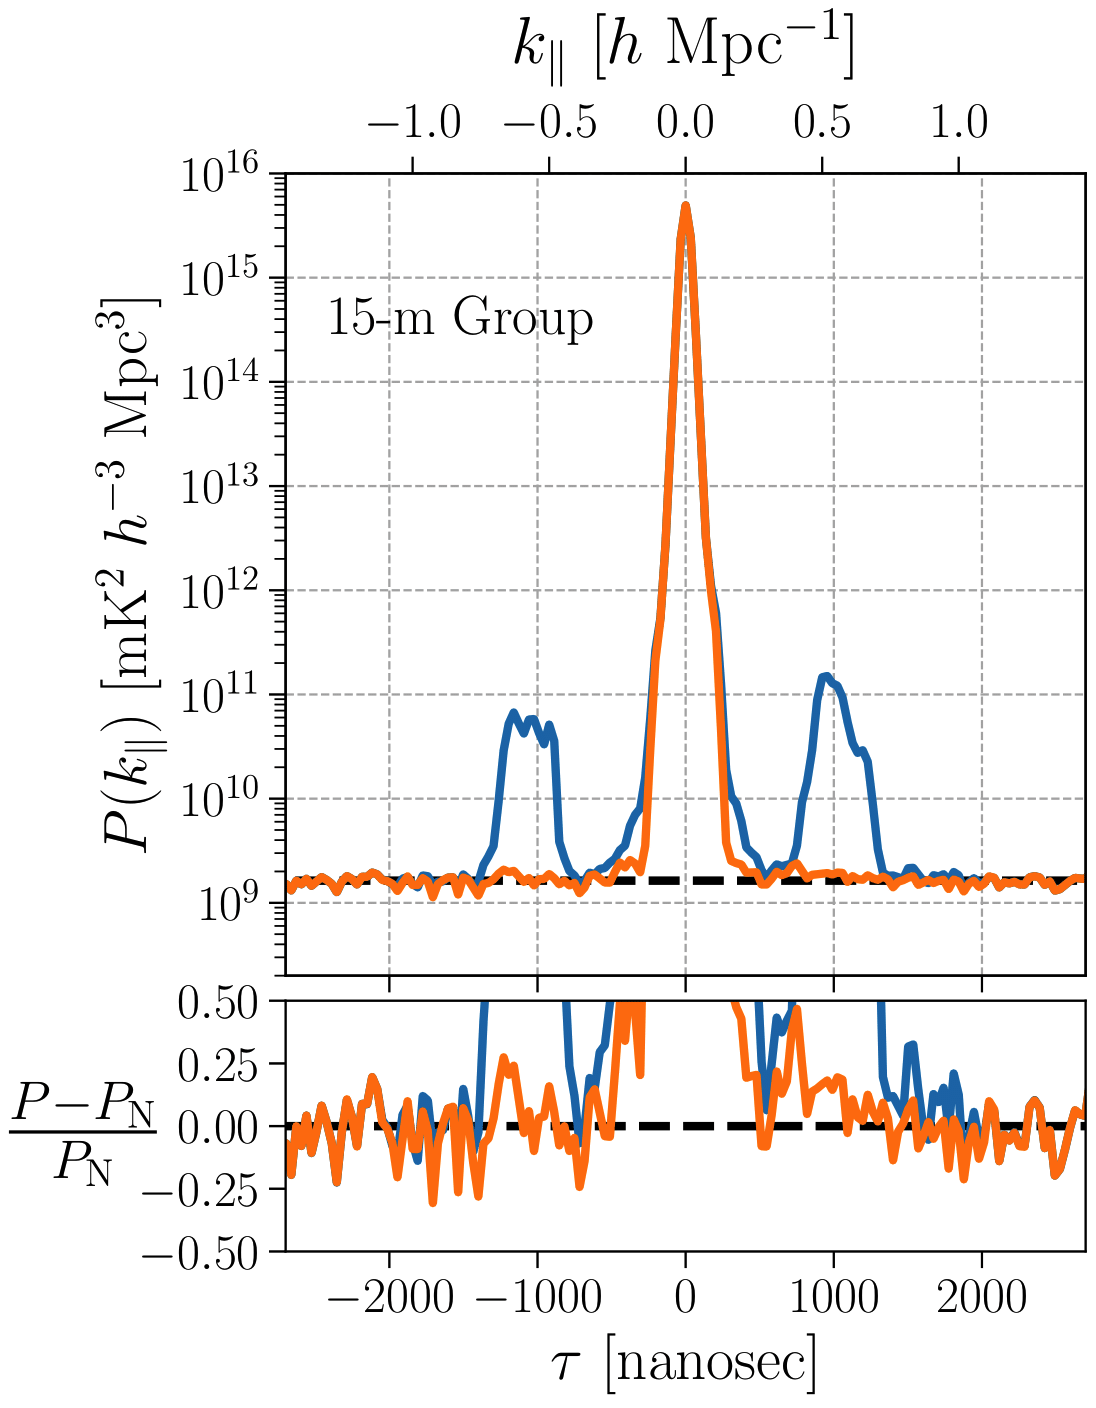 k∥ [h Mpc⁻¹]
−1.0 −0.5 0.0 0.5 1.0
10¹⁶
10¹⁵
15-m Group
10¹⁴
10¹³
10¹²
10¹¹
10¹⁰
10⁹
P(k∥) [mK² h⁻³ Mpc³]
0.50
0.25
0.00
−0.25
−0.50
P−P_N
P_N
−2000 −1000 0 1000 2000
τ [nanosec]